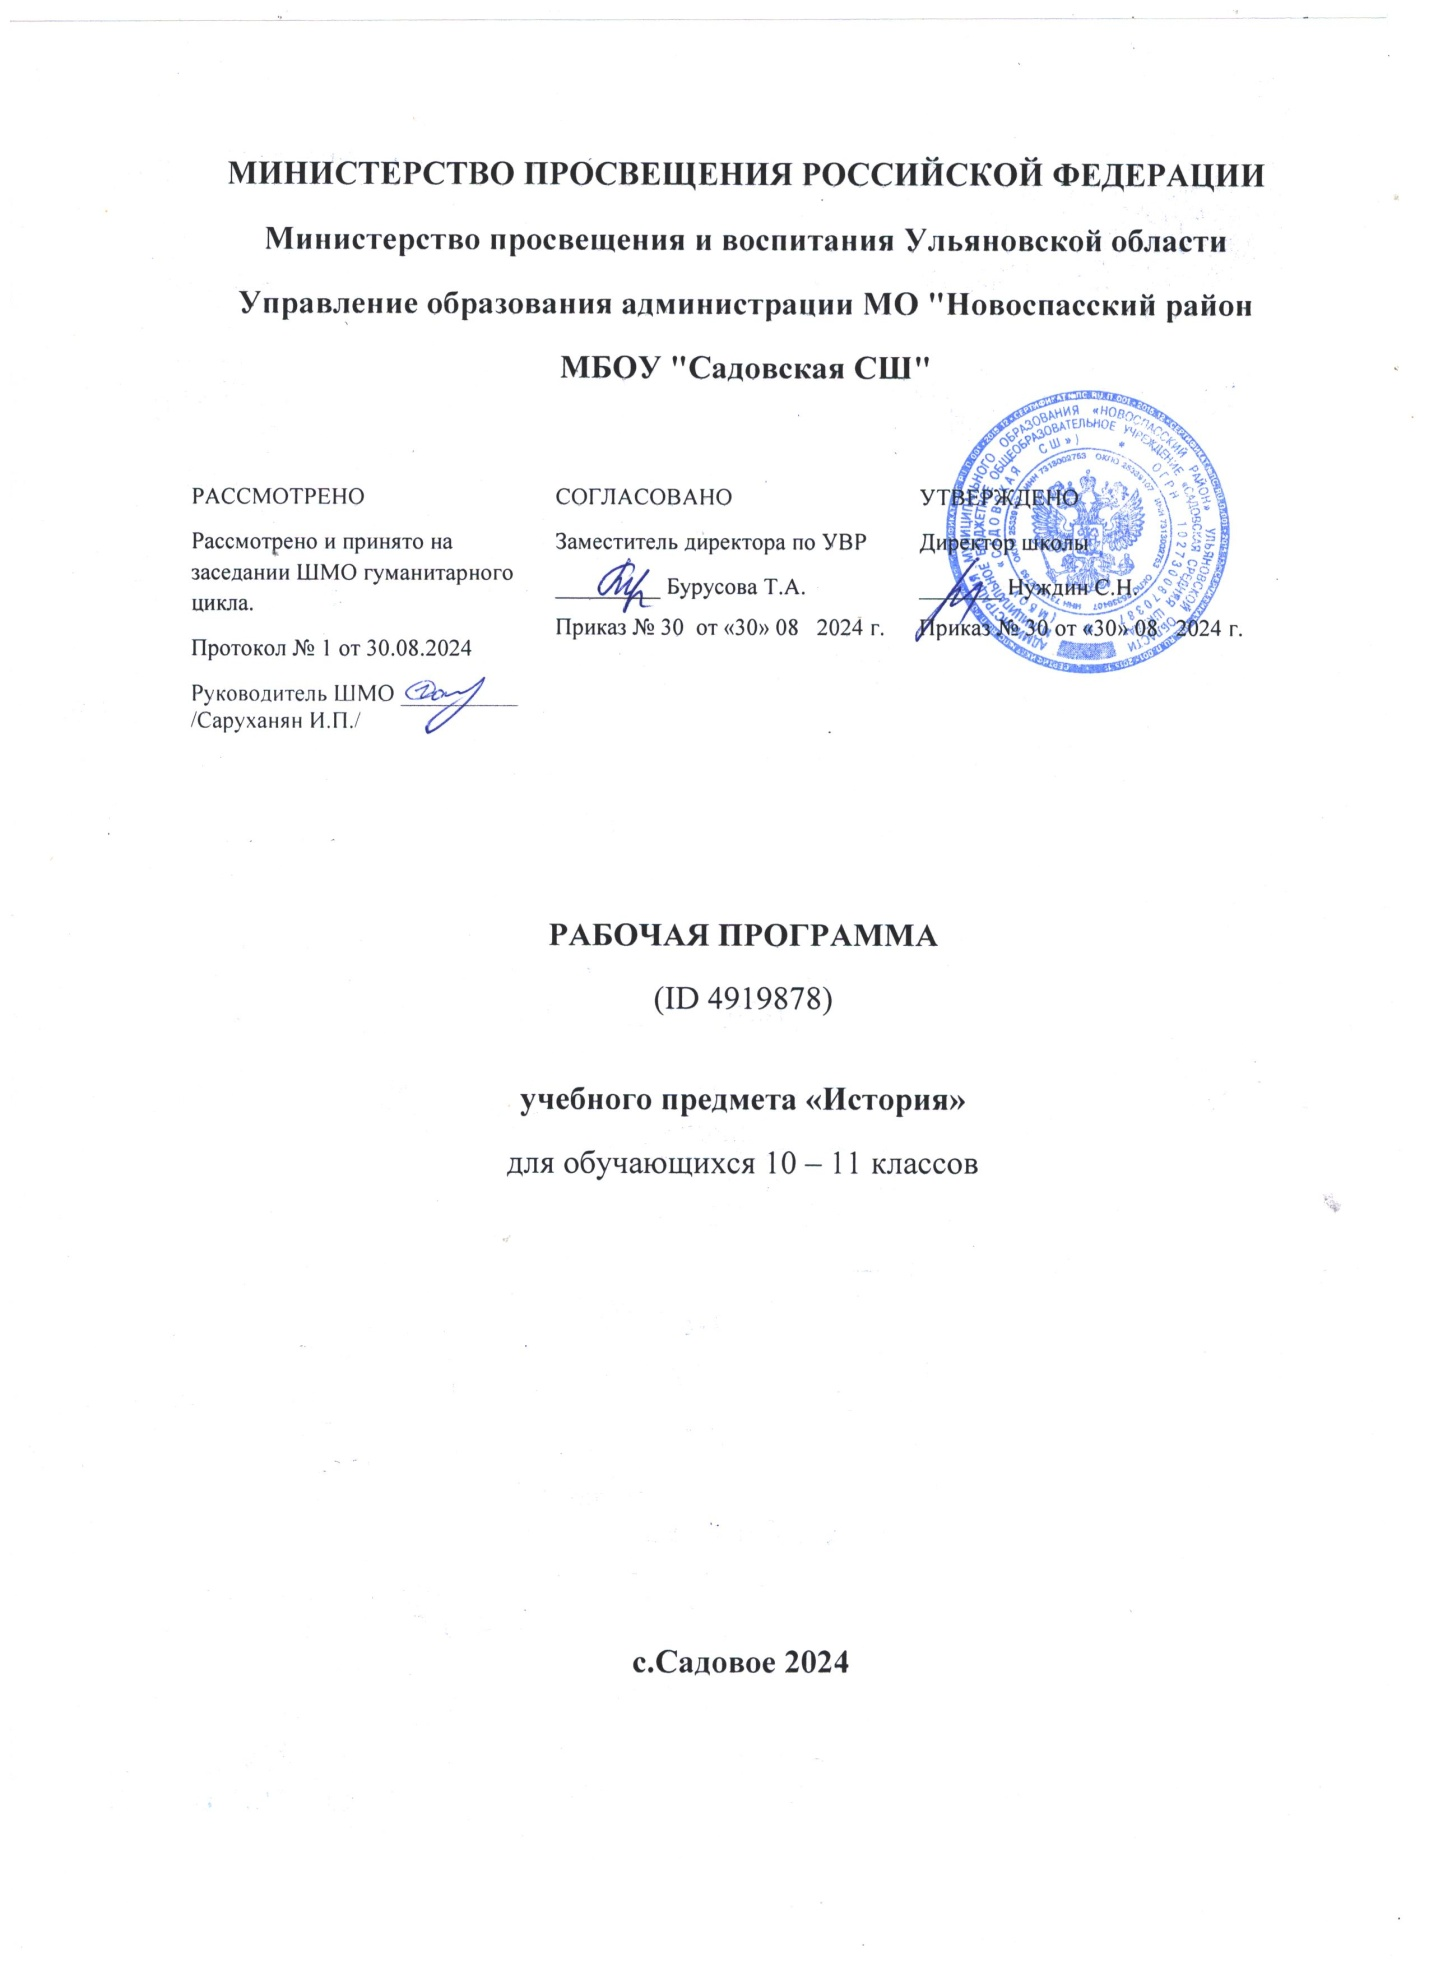 МИНИСТЕРСТВО ПРОСВЕЩЕНИЯ РОССИЙСКОЙ ФЕДЕРАЦИИ
Министерство просвещения и воспитания Ульяновской области
Управление образования администрации МО "Новоспасский район
МБОУ "Садовская СШ"
РАССМОТРЕНО
Рассмотрено и принято на
заседании ШМО гуманитарного
цикла.
Протокол № 1 от 30.08.2024
Руководитель ШМО __________
/Саруханян И.П./
СОГЛАСОВАНО
Заместитель директора по УВР
_________ Бурусова Т.А.
Приказ № 30 от «30» 08 2024 г.
УТВЕРЖДЕНО
Директор школы
_______ Нуждин С.Н.
Приказ № 30 от «30» 08 2024 г.
РАБОЧАЯ ПРОГРАММА
(ID 4919878)
учебного предмета «История»
для обучающихся 10 – 11 классов
с.Садовое 2024